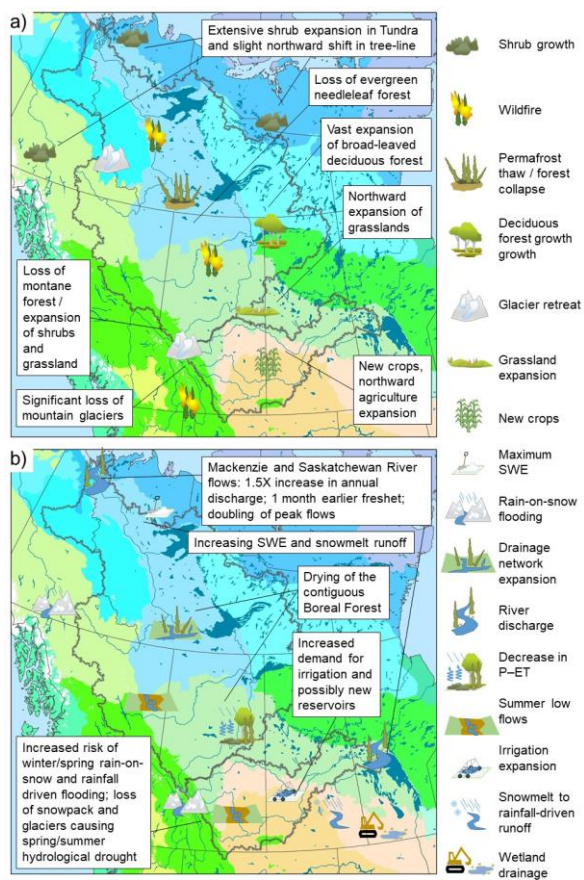 a)
Extensive shrub expansion in Tundra
and slight northward shift in tree-line
Loss of evergreen
needleleaf forest
Vast expansion
of broad-leaved
deciduous forest
Northward
expansion of
grasslands
Loss of
montane
forest /
expansion
of shrubs
and
grassland
New crops,
northward
agriculture
expansion
Significant loss of
mountain glaciers
b)
Mackenzie and Saskatchewan River
flows: 1.5X increase in annual
discharge; 1 month earlier freshet;
doubling of peak flows
Increasing SWE and snowmelt runoff
Drying of the
contiguous
Boreal Forest
Increased
demand for
irrigation and
possibly new
reservoirs
Increased risk of
winter/spring rain-on-
snow and rainfall
driven flooding; loss
of snowpack and
glaciers causing
spring/summer
hydrological drought
Shrub growth
Wildfire
Permafrost
thaw / forest
collapse
Deciduous
forest growth
growth
Glacier retreat
Grassland
expansion
New crops
Maximum
SWE
Rain-on-snow
flooding
Drainage
network
expansion
River
discharge
Decrease in
P–ET
Summer low
flows
Irrigation
expansion
Snowmelt to
rainfall-driven
runoff
Wetland
drainage